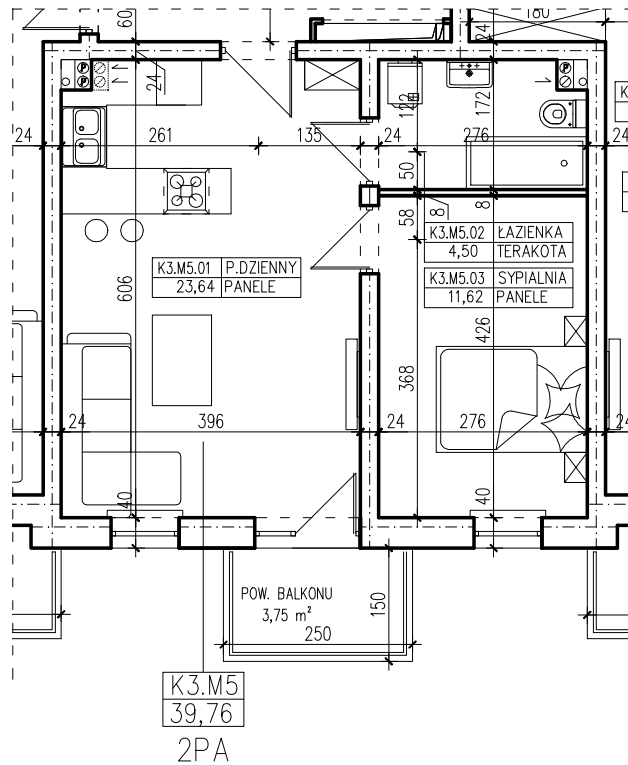 60
24
180
24
122
172
K
24
261
135
24
276
24
50
58
8
8
K3.M5.02 ŁAZIENKA
4,50 TERAKOTA
K3.M5.01 P.DZIENNY
23,64 PANELE
K3.M5.03 SYPIALNIA
11,62 PANELE
606
426
368
24
396
24
276
24
40
40
POW. BALKONU
3,75 m²
150
250
K3.M5
39,76
2PA